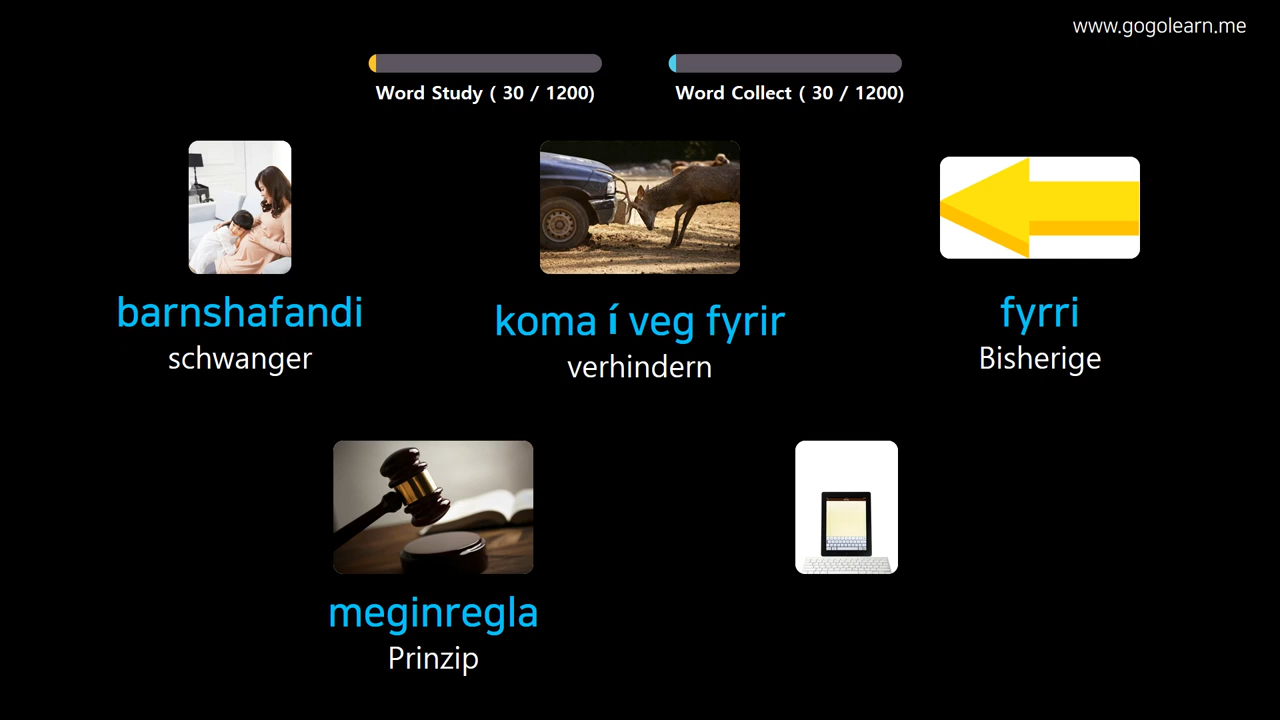 www.gogolearn.me
Word Study ( 30 / 1200)
Word Collect ( 30 / 1200)
barnshafandi
schwanger
koma í veg fyrir
verhindern
fyrri
Bisherige
meginregla
Prinzip